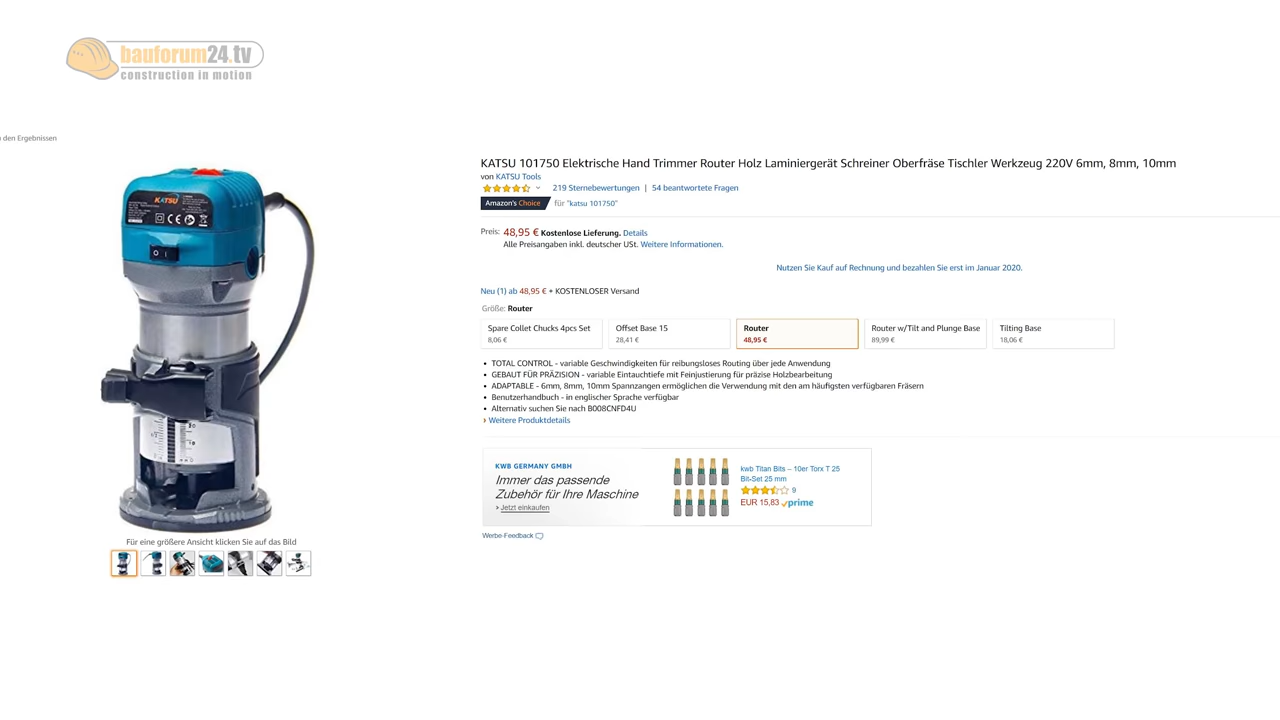 bauforum24.tv
construction in motion
den Ergebnissen
KATSU 101750 Elektrische Hand Trimmer Router Holz Laminiergerät Schreiner Oberfräse Tischler Werkzeug 220V 6mm, 8mm, 10mm
von KATSU Tools
219 Sternebewertungen | 54 beantwortete Fragen
Amazon's Choice für "katsu 101750"
Preis: 48,95 € Kostenlose Lieferung. Details
Alle Preisangaben inkl. deutscher USt. Weitere Informationen.
Nutzen Sie Kauf auf Rechnung und bezahlen Sie erst im Januar 2020.
Neu (1) ab 48,95 € + KOSTENLOSER Versand
Größe: Router
Spare Collet Chucks 4pcs Set
8,06 €
Offset Base 15
28,41 €
Router
48,95 €
Router w/Tilt and Plunge Base
89,99 €
Tilting Base
18,06 €
• TOTAL CONTROL - variable Geschwindigkeiten für reibungsloses Routing über jede Anwendung
• GEBAUT FÜR PRÄZISION - variable Eintauchtiefe mit Feinjustierung für präzise Holzbearbeitung
• ADAPTABLE - 6mm, 8mm, 10mm Spannzangen ermöglichen die Verwendung mit den am häufigsten verfügbaren Fräsern
• Benutzerhandbuch - in englischer Sprache verfügbar
• Alternativ suchen Sie nach B008CNFD4U
› Weitere Produktdetails
KWB GERMANY GMBH
Immer das passende
Zubehör für Ihre Maschine
› Jetzt einkaufen
kwb Titan Bits – 10er Torx T 25
Bit-Set 25 mm
9
EUR 15,83 prime
Werbe-Feedback
KATSU
Für eine größere Ansicht klicken Sie auf das Bild